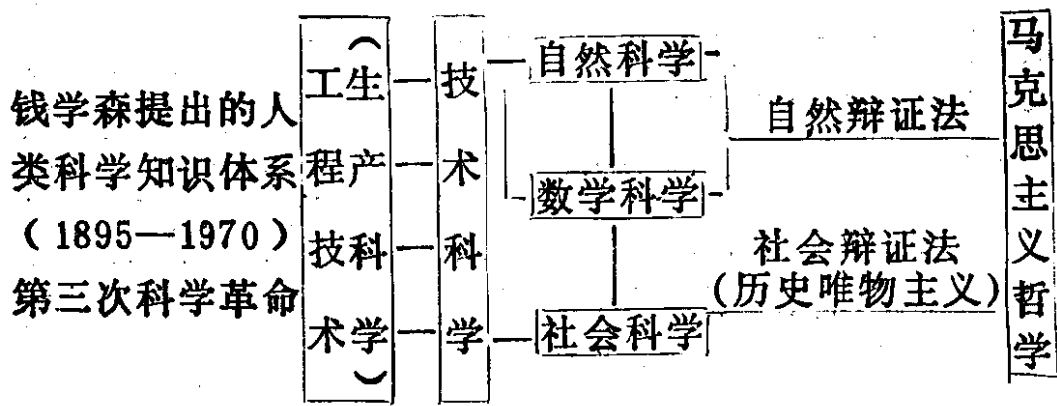 钱学森提出的人
类科学知识体系
（1895—1970）
第三次科学革命
工程技术
（生产科学）
技术科学
自然科学
数学科学
社会科学
自然辩证法
社会辩证法
（历史唯物主义）
马克思主义哲学